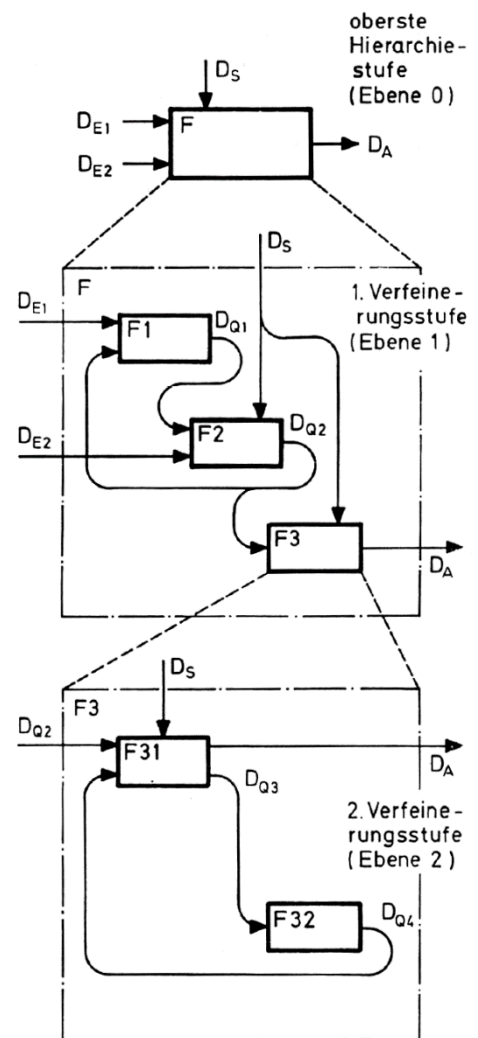 oberste
Hierarchie-
stufe
(Ebene 0)
D_S
D_E1
F
D_E2
D_A
D_S
F
1. Verfeine-
rungsstufe
(Ebene 1)
D_E1
F1
D_Q1
F2
D_Q2
D_E2
F3
D_A
D_S
F3
D_Q2
F31
D_A
D_Q3
2. Verfeine-
rungsstufe
(Ebene 2)
F32
D_Q4